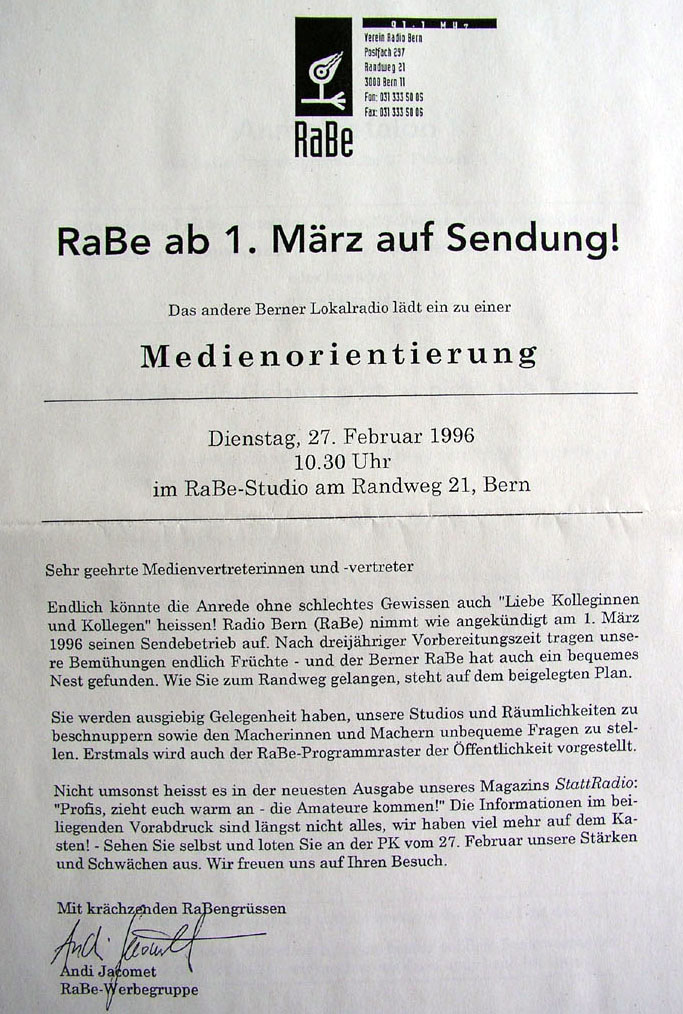 91.1 MHz
Verein Radio Bern
Postfach 297
Randweg 21
3000 Bern 11
Fon: 031 333 50 05
Fax: 031 333 50 05
RaBe
RaBe ab 1. März auf Sendung!
Das andere Berner Lokalradio lädt ein zu einer
Medienorientierung
Dienstag, 27. Februar 1996
10.30 Uhr
im RaBe-Studio am Randweg 21, Bern
Sehr geehrte Medienvertreterinnen und -vertreter
Endlich könnte die Anrede ohne schlechtes Gewissen auch "Liebe Kolleginnen
und Kollegen" heissen! Radio Bern (RaBe) nimmt wie angekündigt am 1. März
1996 seinen Sendebetrieb auf. Nach dreijähriger Vorbereitungszeit tragen unse-
re Bemühungen endlich Früchte - und der Berner RaBe hat auch ein bequemes
Nest gefunden. Wie Sie zum Randweg gelangen, steht auf dem beigelegten Plan.
Sie werden ausgiebig Gelegenheit haben, unsere Studios und Räumlichkeiten zu
beschnuppern sowie den Macherinnen und Machern unbequeme Fragen zu stel-
len. Erstmals wird auch der RaBe-Programmraster der Öffentlichkeit vorgestellt.
Nicht umsonst heisst es in der neuesten Ausgabe unseres Magazins StattRadio:
"Profis, zieht euch warm an - die Amateure kommen!" Die Informationen im bei-
liegenden Vorabdruck sind längst nicht alles, wir haben viel mehr auf dem Ka-
sten! - Sehen Sie selbst und loten Sie an der PK vom 27. Februar unsere Stärken
und Schwächen aus. Wir freuen uns auf Ihren Besuch.
Mit krächzenden RaBengrüssen
Andi Jacomet
Andi Jacomet
RaBe-Werbegruppe